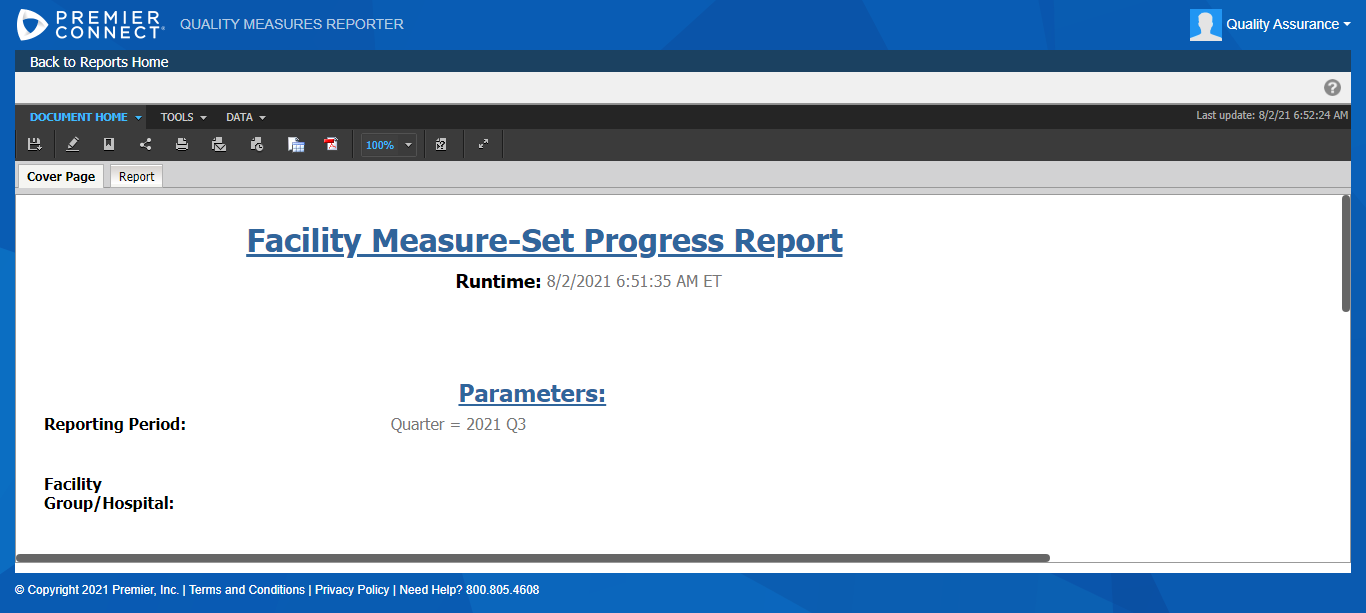 PREMIER CONNECT® QUALITY MEASURES REPORTER
Quality Assurance
Back to Reports Home
?
DOCUMENT HOME TOOLS DATA
Last update: 8/2/21 6:52:24 AM
100%
Cover Page Report
Facility Measure-Set Progress Report
Runtime: 8/2/2021 6:51:35 AM ET
Parameters:
Reporting Period: Quarter = 2021 Q3
Facility
Group/Hospital:
© Copyright 2021 Premier, Inc. | Terms and Conditions | Privacy Policy | Need Help? 800.805.4608